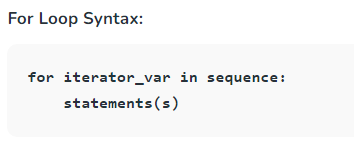 For Loop Syntax:
for iterator_var in sequence:
    statements(s)